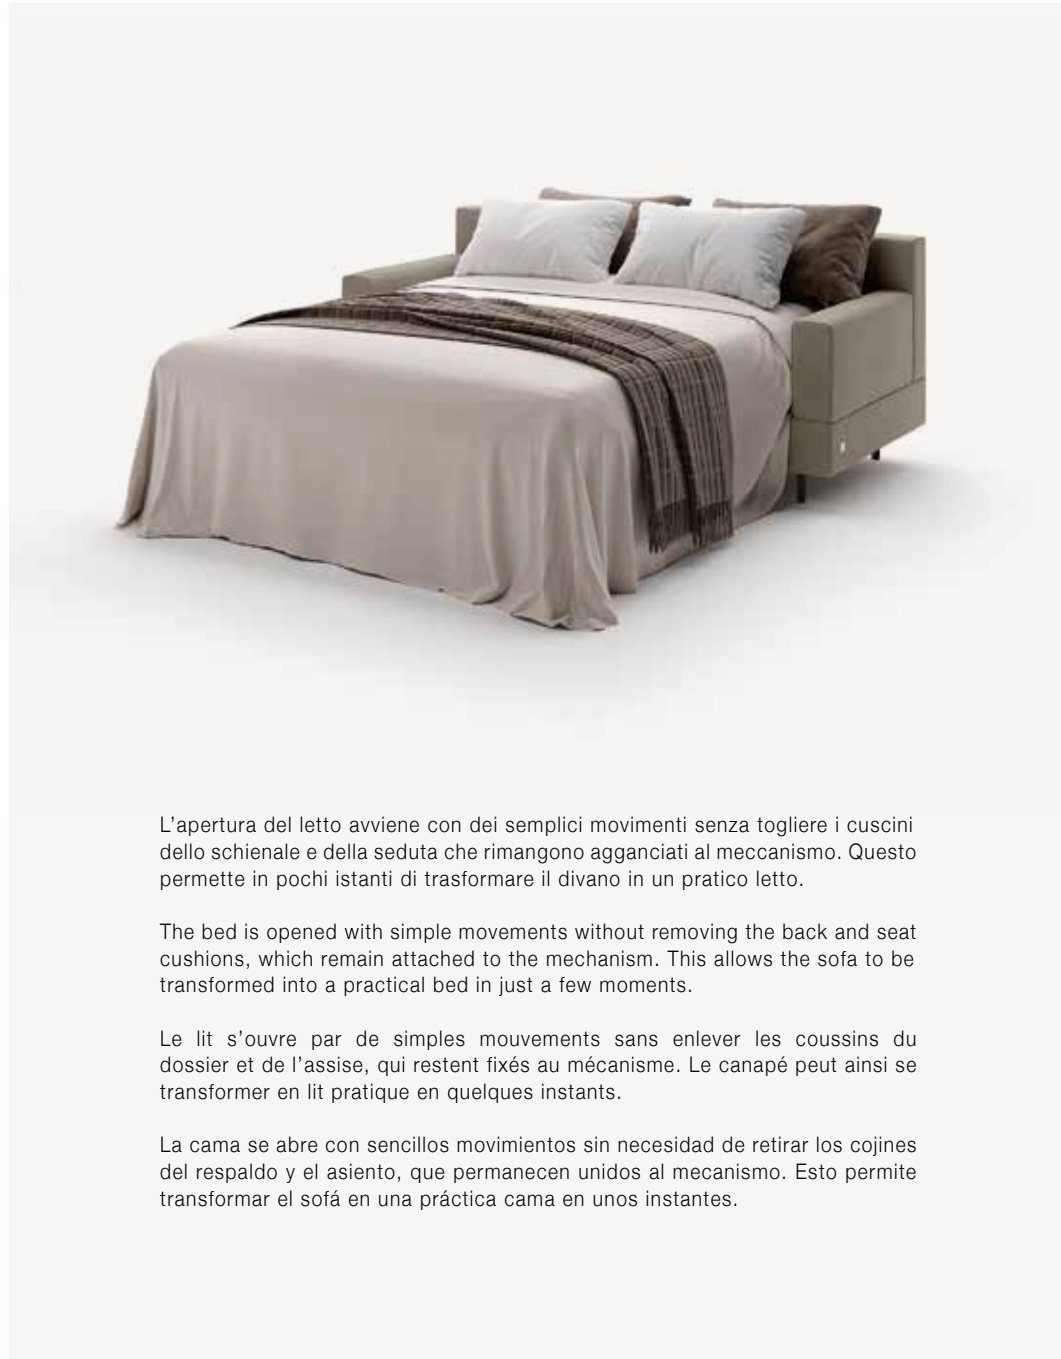 L’apertura del letto avviene con dei semplici movimenti senza togliere i cuscini
dello schienale e della seduta che rimangono agganciati al meccanismo. Questo
permette in pochi istanti di trasformare il divano in un pratico letto.
The bed is opened with simple movements without removing the back and seat
cushions, which remain attached to the mechanism. This allows the sofa to be
transformed into a practical bed in just a few moments.
Le lit s’ouvre par de simples mouvements sans enlever les coussins du
dossier et de l’assise, qui restent fixés au mécanisme. Le canapé peut ainsi se
transformer en lit pratique en quelques instants.
La cama se abre con sencillos movimientos sin necesidad de retirar los cojines
del respaldo y el asiento, que permanecen unidos al mecanismo. Esto permite
transformar el sofá en una práctica cama en unos instantes.